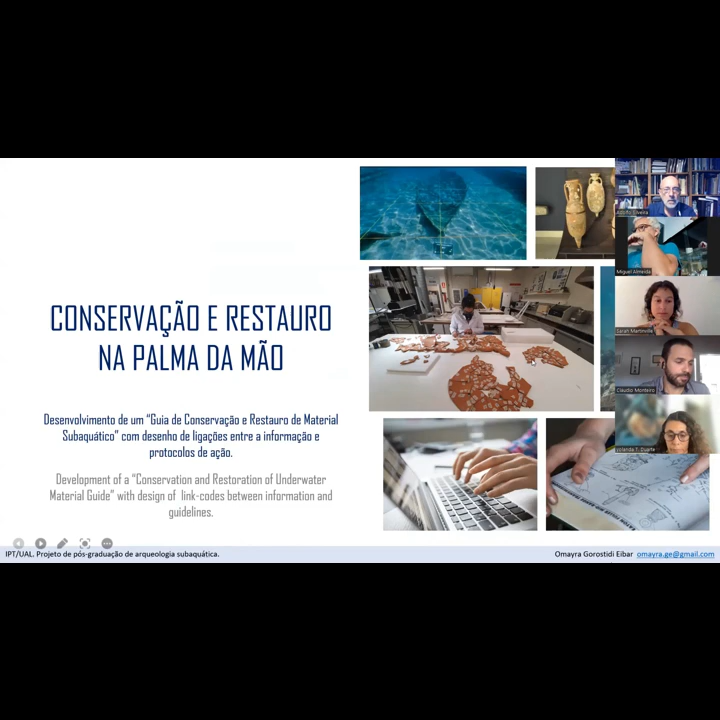 CONSERVAÇÃO E RESTAURO
NA PALMA DA MÃO
Desenvolvimento de um “Guia de Conservação e Restauro de Material
Subaquático” com desenho de ligações entre a informação e
protocolos de ação.
Development of a “Conservation and Restoration of Underwater
Material Guide” with design of link-codes between information and
guidelines.
IPT/UAL. Projeto de pós-graduação de arqueologia subaquática.
Omayra Gorostidi Eibar omayra.ge@gmail.com
Miguel Almeida
Claudio Monteiro
Yolanda T. Duarte